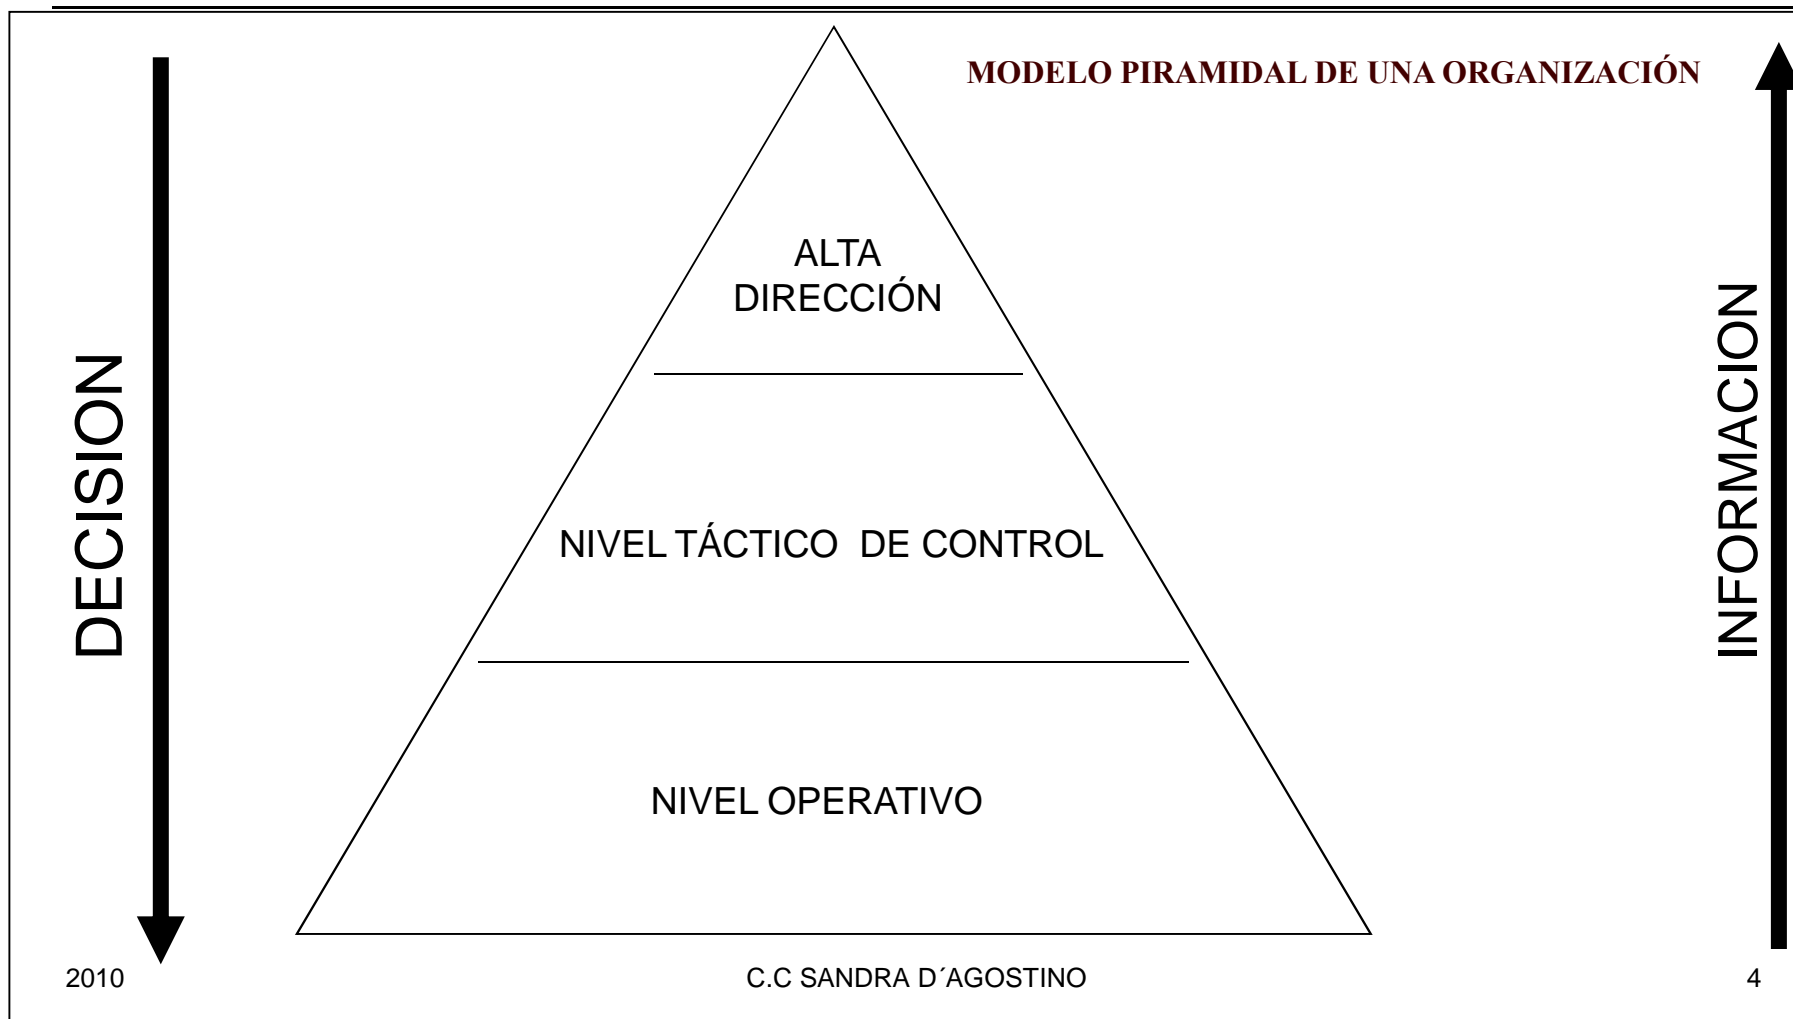 MODELO PIRAMIDAL DE UNA ORGANIZACIÓN
ALTA
DIRECCIÓN
DECISION
INFORMACION
NIVEL TÁCTICO DE CONTROL
NIVEL OPERATIVO
2010
C.C SANDRA D´AGOSTINO
4